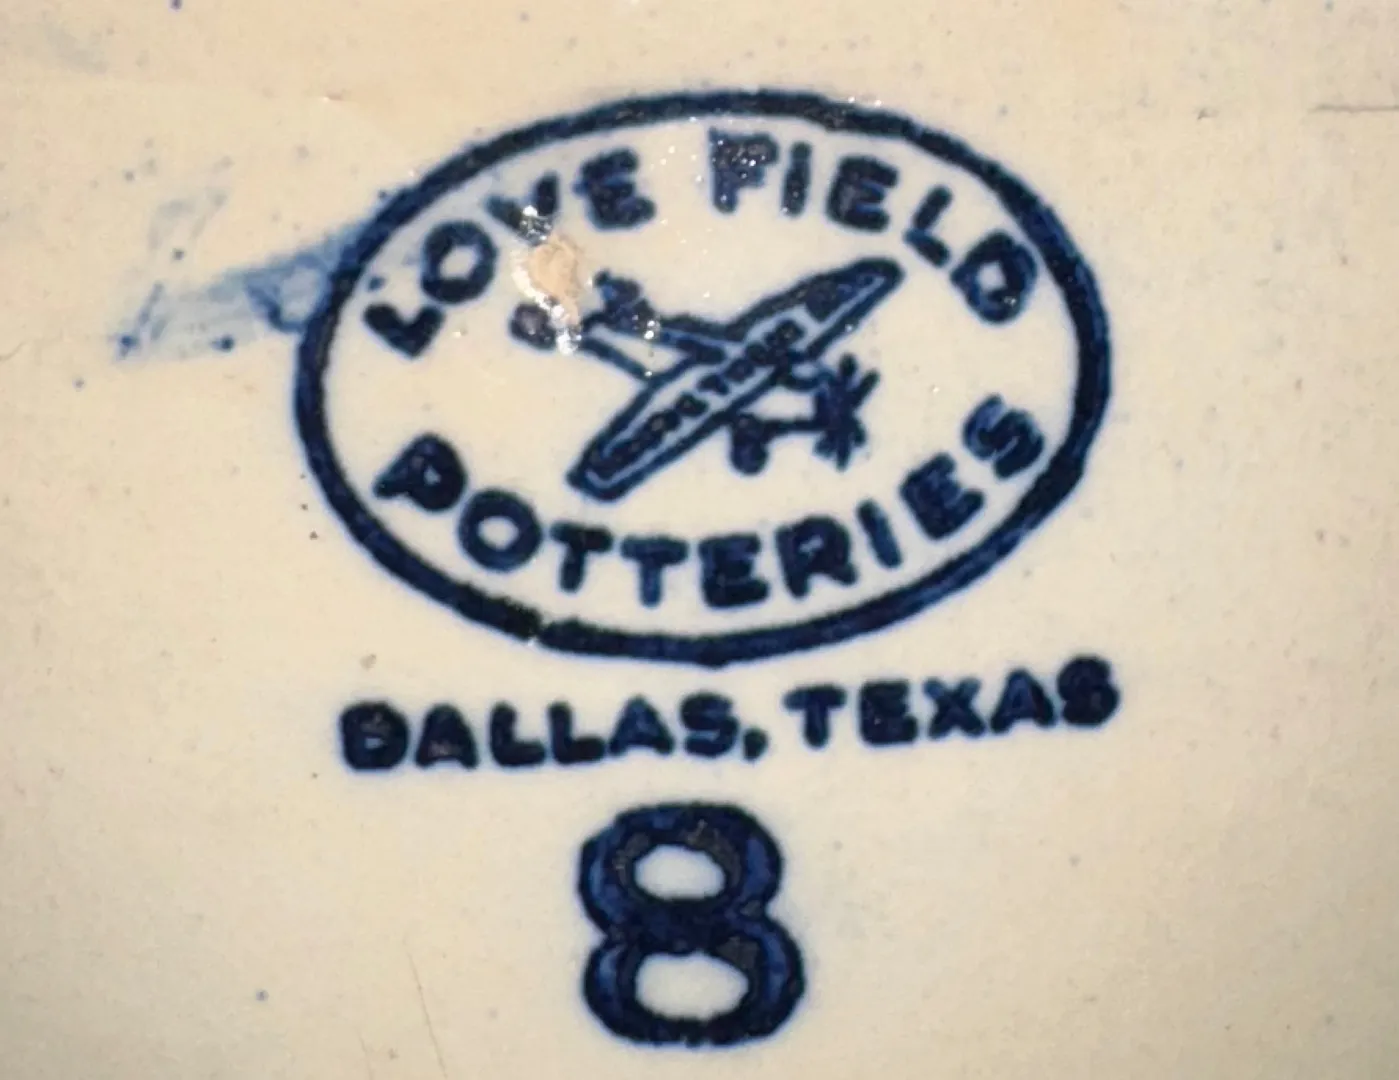 LOVE FIELD
POTTERIES
DALLAS, TEXAS
8